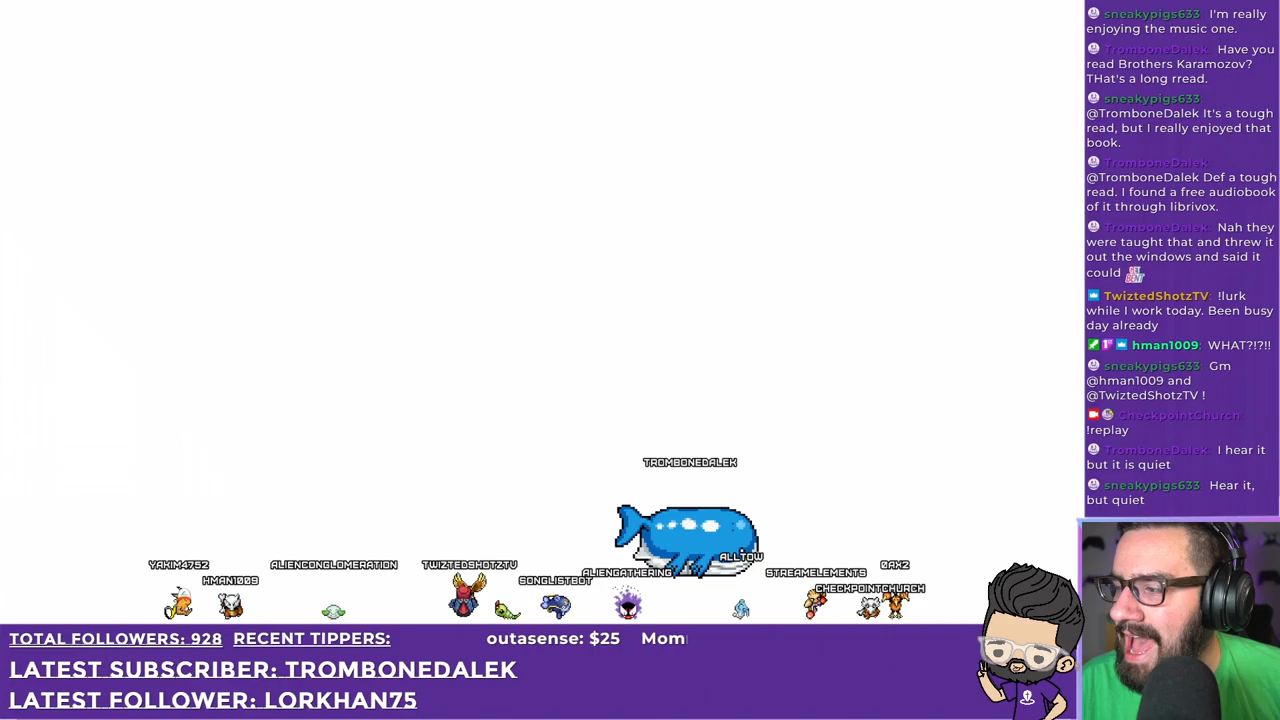 sneakypigs633 I'm really
enjoying the music one.
TromboneDalek Have you
read Brothers Karamozov?
THat's a long rread.
sneakypigs633
@TromboneDalek It's a tough
read, but I really enjoyed that
book.
TromboneDalek
@TromboneDalek Def a tough
read. I found a free audiobook
of it through librivox.
TromboneDalek Nah they
were taught that and threw it
out the windows and said it
could GET BENT
TwiztedShotzTV: !lurk
while I work today. Been busy
day already
hman1009: WHAT?!?!!
sneakypigs633 Gm
@hman1009 and
@TwiztedShotzTV !
CheckpointChurch:
!replay
TromboneDalek I hear it
but it is quiet
sneakypigs633 Hear it,
but quiet
TROMBONEDALEK
ALLTOW
YAKIM4752
HMAN1009
ALIENCONGLOMERATION
TWIZTEDSHOTZTV
SONGLISTBOT
ALIENGATHERING
STREAMELEMENTS
CHECKPOINTCHURCH
0AX2
TOTAL FOLLOWERS: 928 RECENT TIPPERS: outasense: $25 Mom
LATEST SUBSCRIBER: TROMBONEDALEK
LATEST FOLLOWER: LORKHAN75